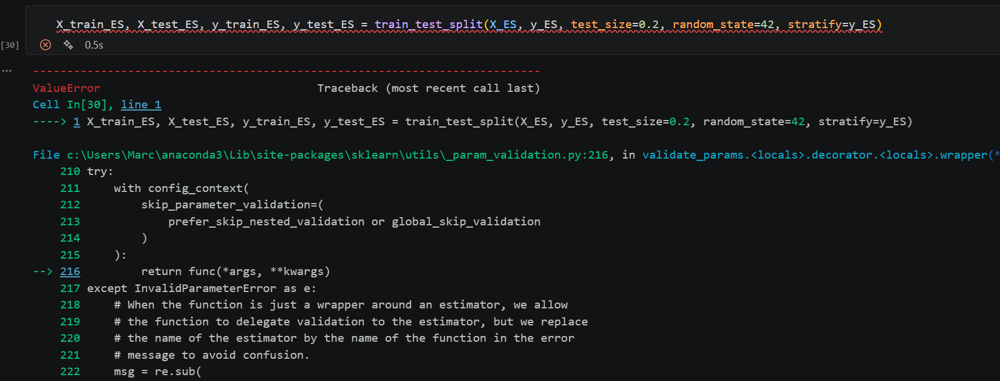 X_train_ES, X_test_ES, y_train_ES, y_test_ES = train_test_split(X_ES, y_ES, test_size=0.2, random_state=42, stratify=y_ES)
[30]
0.5s
...
---------------------------------------------------------------------------
ValueError                                Traceback (most recent call last)
Cell In[30], line 1
----> 1 X_train_ES, X_test_ES, y_train_ES, y_test_ES = train_test_split(X_ES, y_ES, test_size=0.2, random_state=42, stratify=y_ES)
File c:\Users\Marc\anaconda3\Lib\site-packages\sklearn\utils\_param_validation.py:216, in validate_params.<locals>.decorator.<locals>.wrapper(*
    210 try:
    211     with config_context(
    212         skip_parameter_validation=(
    213             prefer_skip_nested_validation or global_skip_validation
    214         )
    215     ):
--> 216         return func(*args, **kwargs)
    217 except InvalidParameterError as e:
    218     # When the function is just a wrapper around an estimator, we allow
    219     # the function to delegate validation to the estimator, but we replace
    220     # the name of the estimator by the name of the function in the error
    221     # message to avoid confusion.
    222     msg = re.sub(